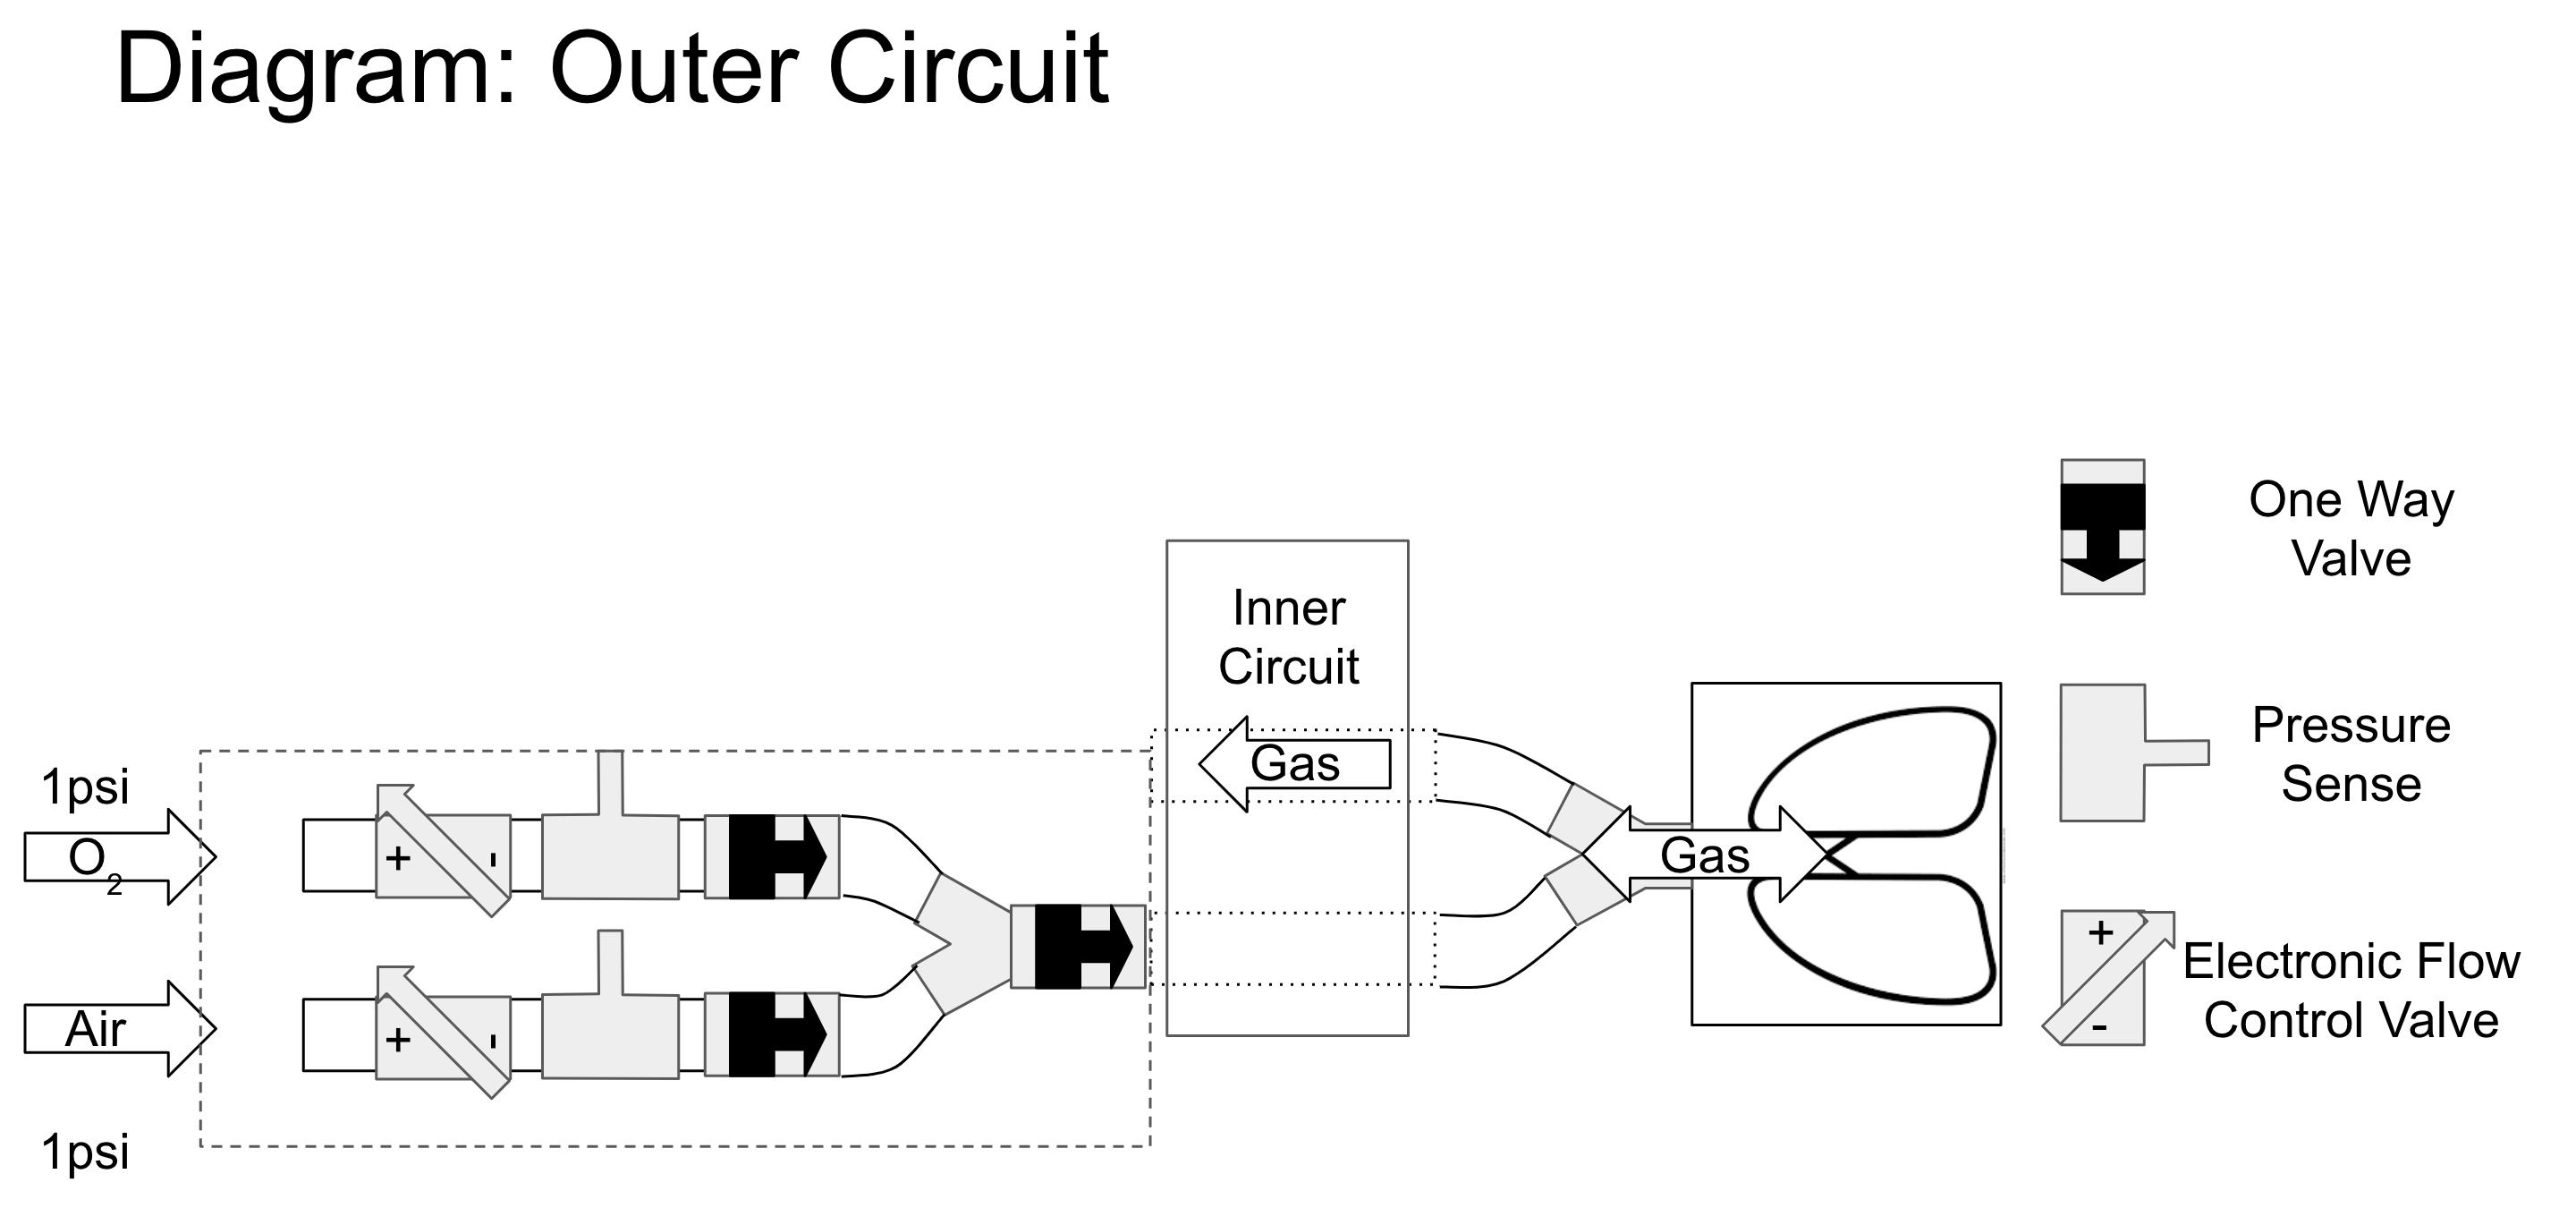 Diagram: Outer Circuit
One Way
Valve
Inner
Circuit
Gas
Pressure
Sense
1psi
O2
+
-
Gas
+
-
Electronic Flow
Control Valve
Air
+
-
1psi